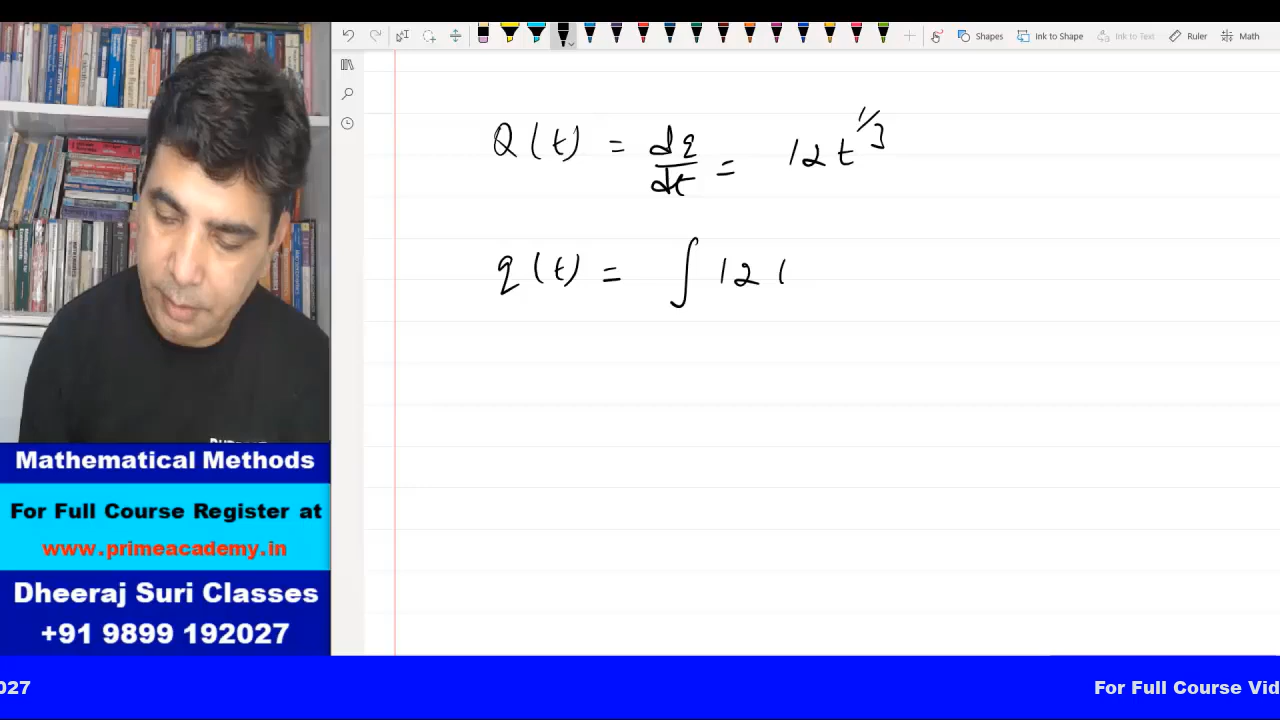 Shapes
Ink to Shape
Ink to Text
Ruler
Math
Q(t) = dq/dt = 12 t^1/3
q(t) = ∫ 12 (
Mathematical Methods
For Full Course Register at
www.primeacademy.in
Dheeraj Suri Classes
+91 9899 192027
027
For Full Course Vid